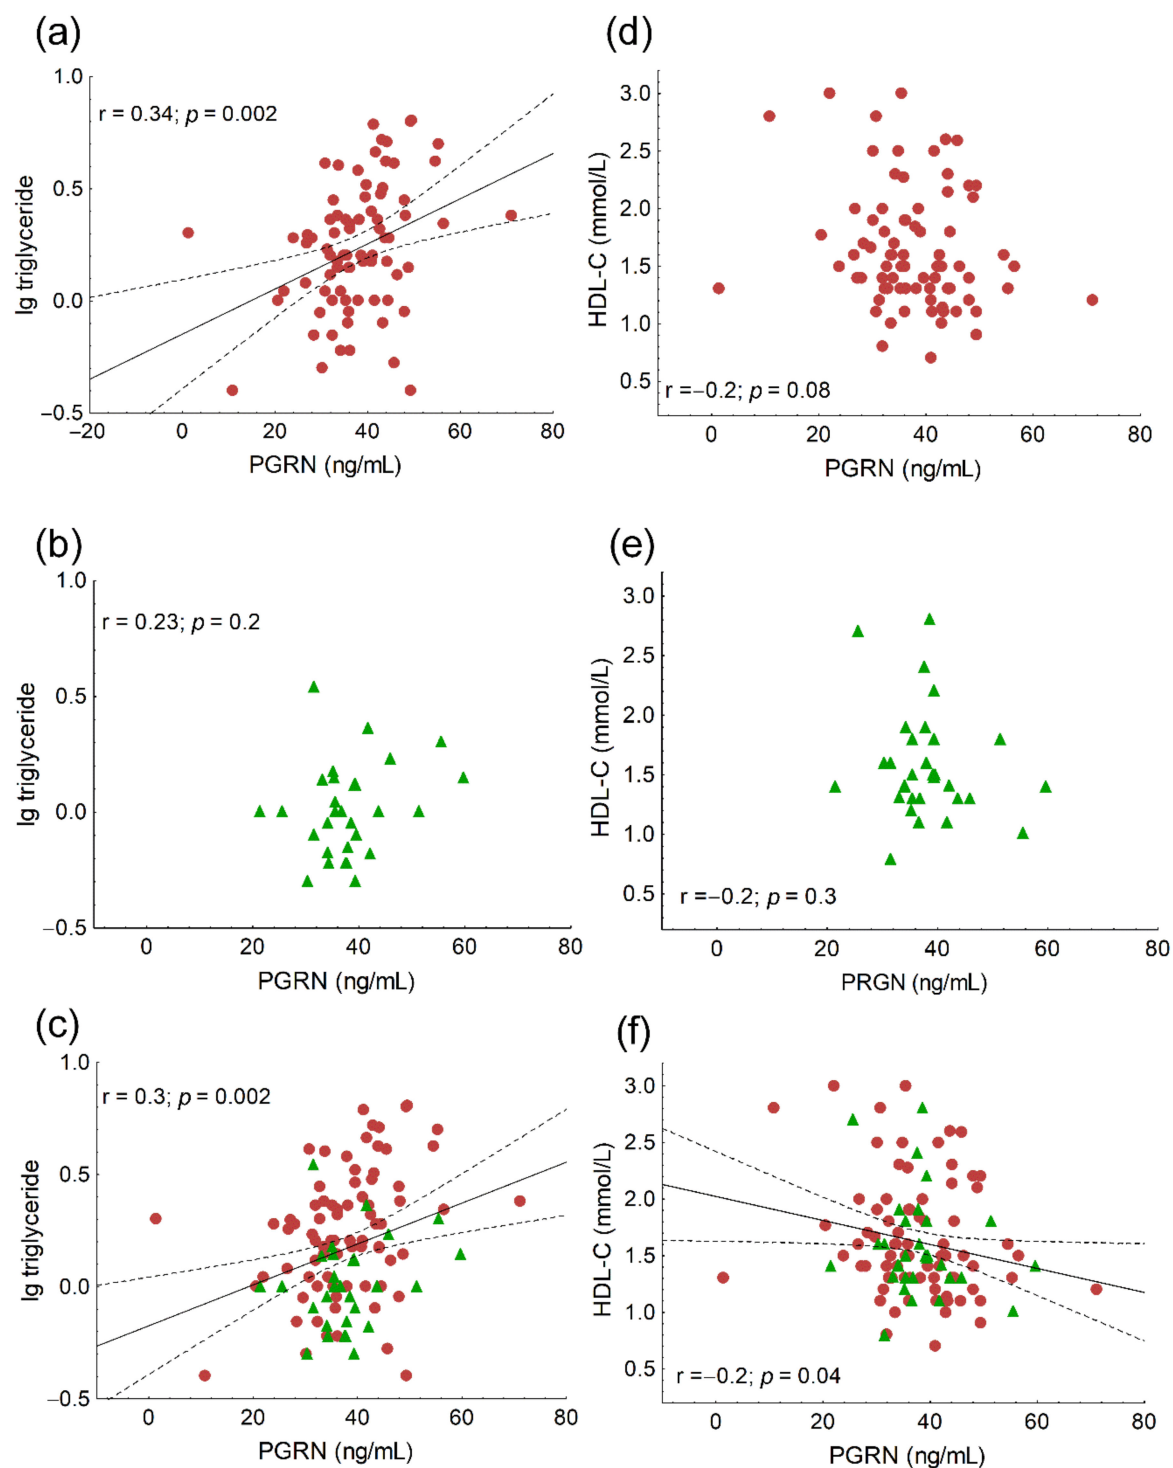 (a)
1.0
r = 0.34; p = 0.002
0.5
0.0
−0.5
lg triglyceride
−20 0 20 40 60 80
PGRN (ng/mL)
(d)
3.0
2.5
2.0
1.5
1.0
0.5
HDL-C (mmol/L)
r =−0.2; p = 0.08
0 20 40 60 80
PGRN (ng/mL)
(b)
1.0
r = 0.23; p = 0.2
0.5
0.0
−0.5
lg triglyceride
0 20 40 60 80
PGRN (ng/mL)
(e)
3.0
2.5
2.0
1.5
1.0
0.5
HDL-C (mmol/L)
r =−0.2; p = 0.3
0 20 40 60 80
PRGN (ng/mL)
(c)
1.0
r = 0.3; p = 0.002
0.5
0.0
−0.5
lg triglyceride
0 20 40 60 80
PGRN (ng/mL)
(f)
3.0
2.5
2.0
1.5
1.0
0.5
HDL-C (mmol/L)
r =−0.2; p = 0.04
0 20 40 60 80
PGRN (ng/mL)